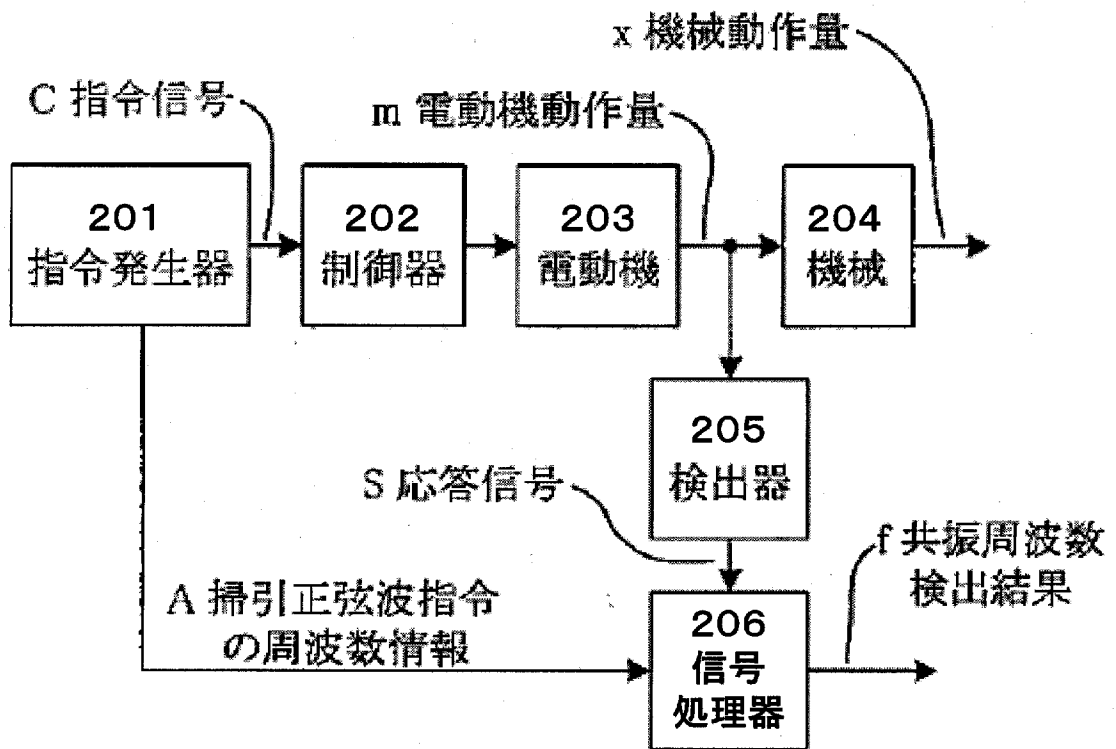 x 機械動作量
C 指令信号
m 電動機動作量
201
指令発生器
202
制御器
203
電動機
204
機械
205
検出器
S 応答信号
f 共振周波数
検出結果
A 掃引正弦波指令
の周波数情報
206
信号
処理器